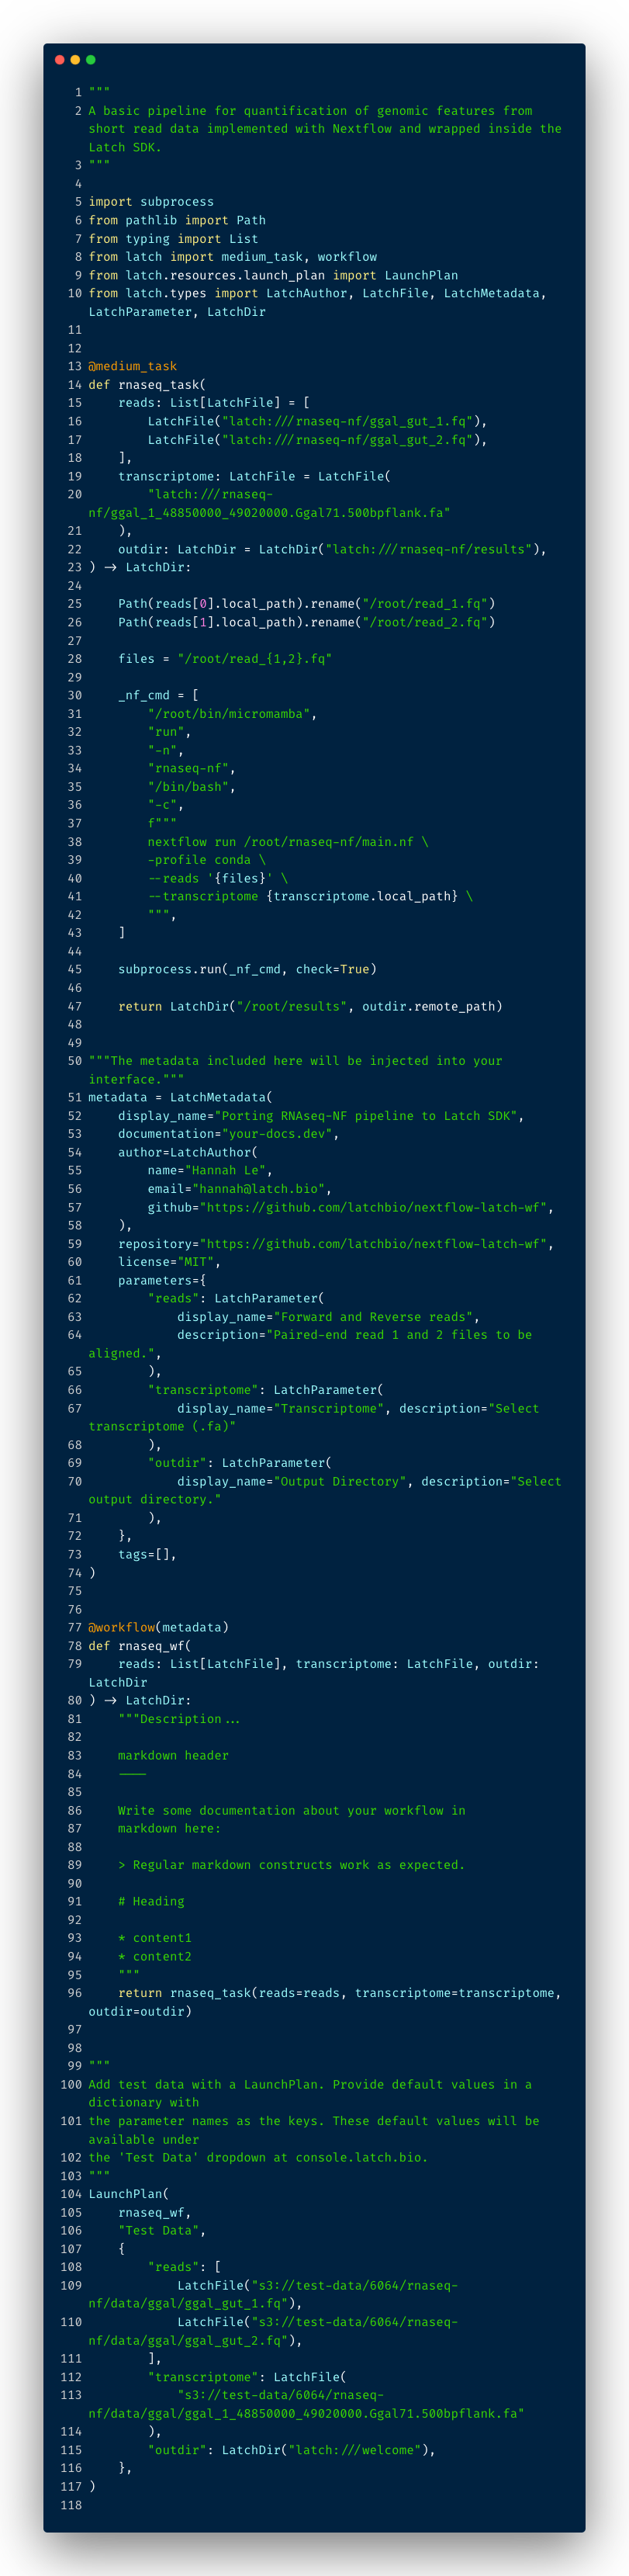 1 """
2 A basic pipeline for quantification of genomic features from
short read data implemented with Nextflow and wrapped inside the
Latch SDK.
3 """
4
5 import subprocess
6 from pathlib import Path
7 from typing import List
8 from latch import medium_task, workflow
9 from latch.resources.launch_plan import LaunchPlan
10 from latch.types import LatchAuthor, LatchFile, LatchMetadata,
LatchParameter, LatchDir
11
12
13 @medium_task
14 def rnaseq_task(
15     reads: List[LatchFile] = [
16         LatchFile("latch:///rnaseq-nf/ggal_gut_1.fq"),
17         LatchFile("latch:///rnaseq-nf/ggal_gut_2.fq"),
18     ],
19     transcriptome: LatchFile = LatchFile(
20         "latch:///rnaseq-
nf/ggal_1_48850000_49020000.Ggal71.500bpflank.fa"
21     ),
22     outdir: LatchDir = LatchDir("latch:///rnaseq-nf/results"),
23 ) -> LatchDir:
24
25     Path(reads[0].local_path).rename("/root/read_1.fq")
26     Path(reads[1].local_path).rename("/root/read_2.fq")
27
28     files = "/root/read_{1,2}.fq"
29
30     _nf_cmd = [
31         "/root/bin/micromamba",
32         "run",
33         "-n",
34         "rnaseq-nf",
35         "/bin/bash",
36         "-c",
37         f"""
38         nextflow run /root/rnaseq-nf/main.nf \
39         -profile conda \
40         --reads '{files}' \
41         --transcriptome {transcriptome.local_path} \
42         """,
43     ]
44
45     subprocess.run(_nf_cmd, check=True)
46
47     return LatchDir("/root/results", outdir.remote_path)
48
49
50 """The metadata included here will be injected into your
interface."""
51 metadata = LatchMetadata(
52     display_name="Porting RNAseq-NF pipeline to Latch SDK",
53     documentation="your-docs.dev",
54     author=LatchAuthor(
55         name="Hannah Le",
56         email="hannah@latch.bio",
57         github="https://github.com/latchbio/nextflow-latch-wf",
58     ),
59     repository="https://github.com/latchbio/nextflow-latch-wf",
60     license="MIT",
61     parameters={
62         "reads": LatchParameter(
63             display_name="Forward and Reverse reads",
64             description="Paired-end read 1 and 2 files to be
aligned.",
65         ),
66         "transcriptome": LatchParameter(
67             display_name="Transcriptome", description="Select
transcriptome (.fa)"
68         ),
69         "outdir": LatchParameter(
70             display_name="Output Directory", description="Select
output directory."
71         ),
72     },
73     tags=[],
74 )
75
76
77 @workflow(metadata)
78 def rnaseq_wf(
79     reads: List[LatchFile], transcriptome: LatchFile, outdir:
LatchDir
80 ) -> LatchDir:
81     """Description...
82
83     markdown header
84     ----
85
86     Write some documentation about your workflow in
87     markdown here:
88
89     > Regular markdown constructs work as expected.
90
91     # Heading
92
93     * content1
94     * content2
95     """
96     return rnaseq_task(reads=reads, transcriptome=transcriptome,
outdir=outdir)
97
98
99 """
100 Add test data with a LaunchPlan. Provide default values in a
dictionary with
101 the parameter names as the keys. These default values will be
available under
102 the 'Test Data' dropdown at console.latch.bio.
103 """
104 LaunchPlan(
105     rnaseq_wf,
106     "Test Data",
107     {
108         "reads": [
109             LatchFile("s3://test-data/6064/rnaseq-
nf/data/ggal/ggal_gut_1.fq"),
110             LatchFile("s3://test-data/6064/rnaseq-
nf/data/ggal/ggal_gut_2.fq"),
111         ],
112         "transcriptome": LatchFile(
113             "s3://test-data/6064/rnaseq-
nf/data/ggal/ggal_1_48850000_49020000.Ggal71.500bpflank.fa"
114         ),
115         "outdir": LatchDir("latch:///welcome"),
116     },
117 )
118